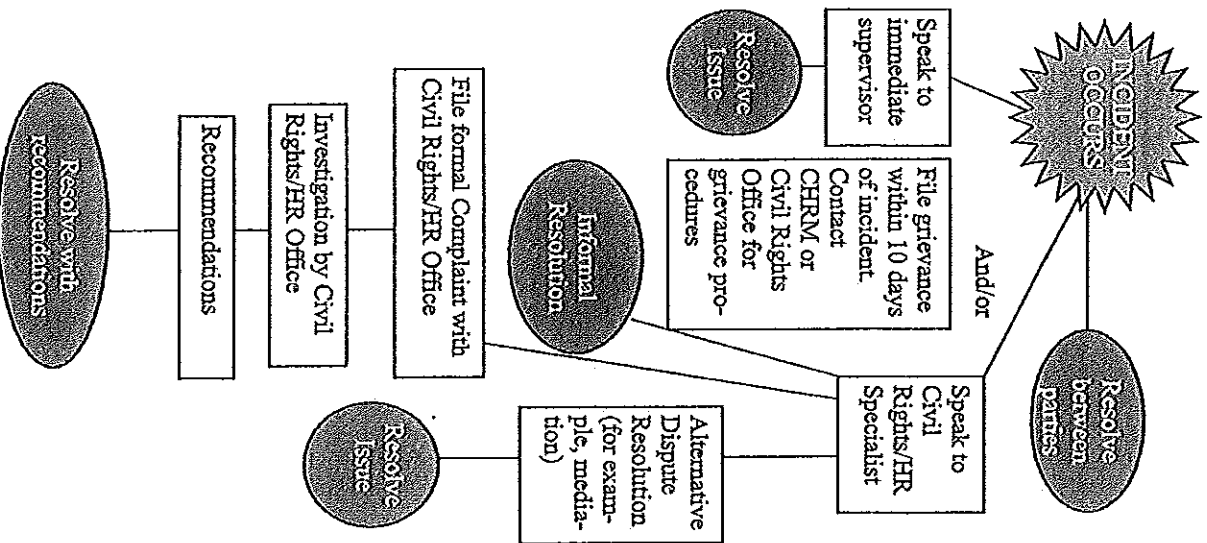 INCIDENT
OCCURS
Resolve
between
parties
Speak to
immediate
supervisor
And/or
Speak to
Civil
Rights/HR
Specialist
Resolve
Issue
File grievance
within 10 days
of incident.
Contact
CHRM or
Civil Rights
Office for
grievance pro-
cedures
Informal
Resolution
Alternative
Dispute
Resolution
(for exam-
ple, media-
tion)
Resolve
Issue
File formal Complaint with
Civil Rights/HR Office
Investigation by Civil
Rights/HR Office
Recommendations
Resolve with
recommendations